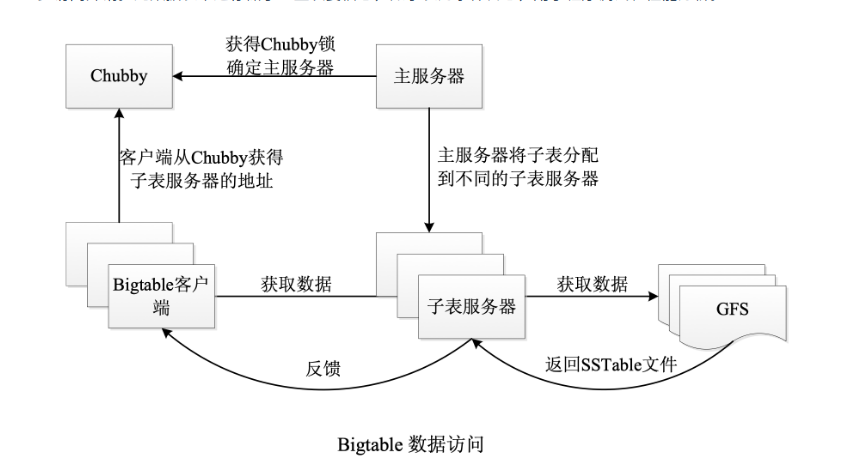 获得Chubby锁
确定主服务器
Chubby
主服务器
客户端从Chubby获得
子表服务器的地址
主服务器将子表分配
到不同的子表服务器
Bigtable客户
端
获取数据
子表服务器
获取数据
GFS
反馈
返回SSTable文件
Bigtable 数据访问